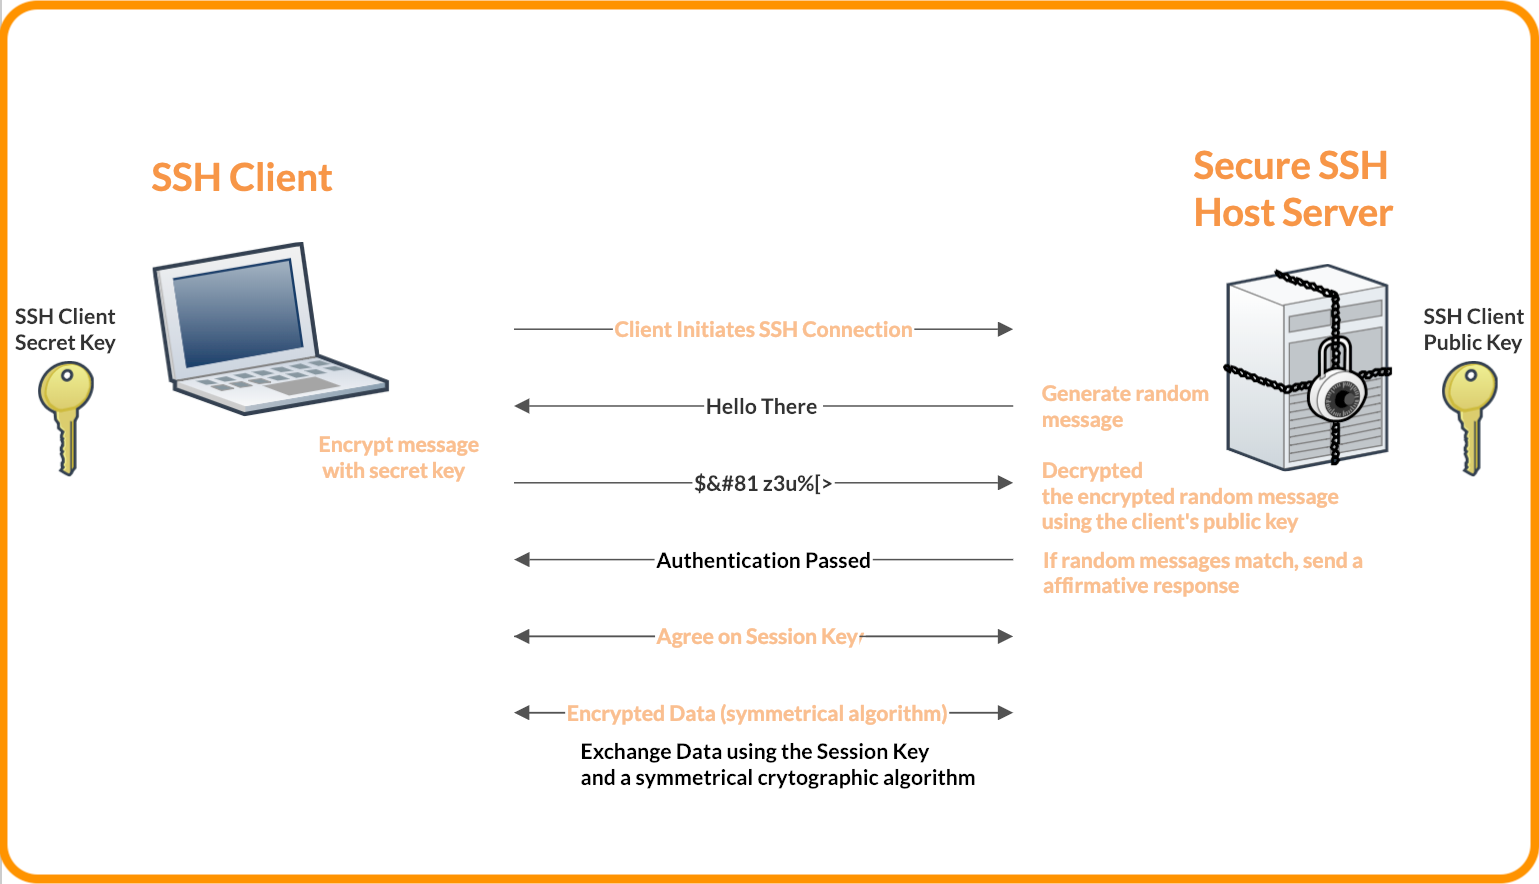 SSH Client
Secure SSH
Host Server
SSH Client
Secret Key
SSH Client
Public Key
Client Initiates SSH Connection
Hello There
Generate random
message
Encrypt message
with secret key
$&#81 z3u%[>
Decrypted
the encrypted random message
using the client's public key
Authentication Passed
If random messages match, send a
affirmative response
Agree on Session Key
Encrypted Data (symmetrical algorithm)
Exchange Data using the Session Key
and a symmetrical crytographic algorithm